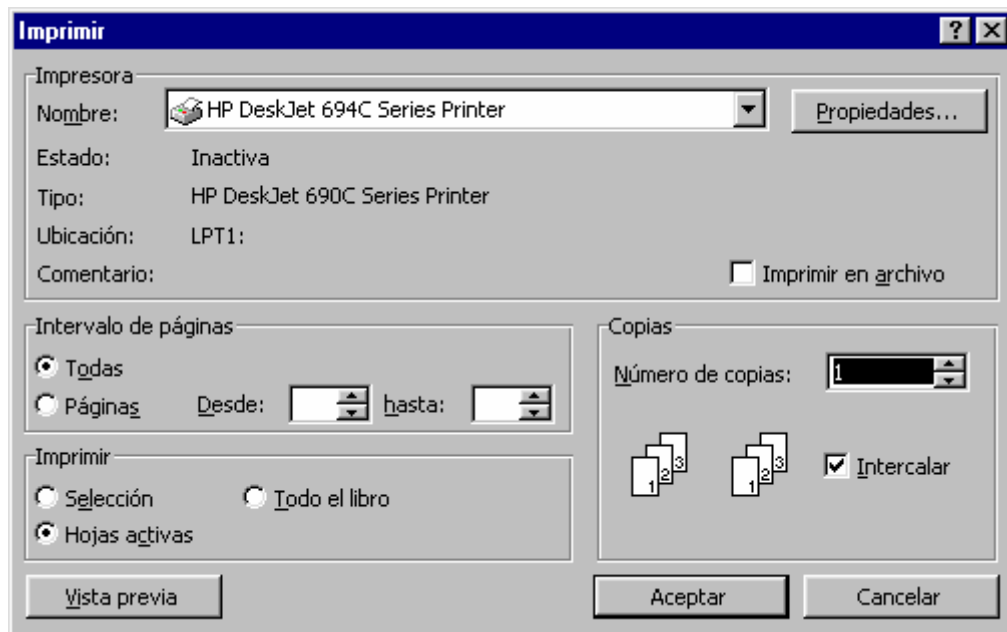 Imprimir
Impresora
Nombre: HP DeskJet 694C Series Printer Propiedades...
Estado: Inactiva
Tipo: HP DeskJet 690C Series Printer
Ubicación: LPT1:
Comentario: Imprimir en archivo
Intervalo de páginas
Todas
Páginas Desde: hasta:
Copias
Número de copias: 1
1 2 3 1 2 3 Intercalar
Imprimir
Selección Todo el libro
Hojas activas
Vista previa Aceptar Cancelar